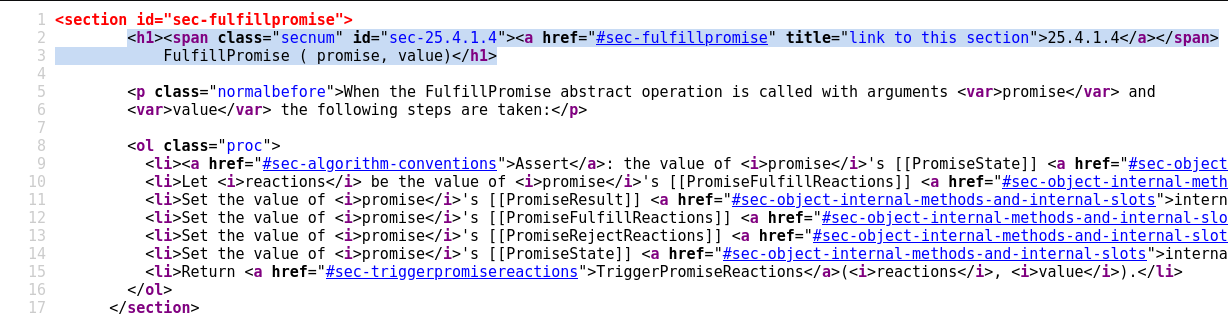 1 <section id="sec-fulfillpromise">
2 <h1><span class="secnum" id="sec-25.4.1.4"><a href="#sec-fulfillpromise" title="link to this section">25.4.1.4</a></span>
3 FulfillPromise ( promise, value)</h1>
4
5 <p class="normalbefore">When the FulfillPromise abstract operation is called with arguments <var>promise</var> and
6 <var>value</var> the following steps are taken:</p>
7
8 <ol class="proc">
9 <li><a href="#sec-algorithm-conventions">Assert</a>: the value of <i>promise</i>'s [[PromiseState]] <a href="#sec-object
10 <li>Let <i>reactions</i> be the value of <i>promise</i>'s [[PromiseFulfillReactions]] <a href="#sec-object-internal-meth
11 <li>Set the value of <i>promise</i>'s [[PromiseResult]] <a href="#sec-object-internal-methods-and-internal-slots">intern
12 <li>Set the value of <i>promise</i>'s [[PromiseFulfillReactions]] <a href="#sec-object-internal-methods-and-internal-slo
13 <li>Set the value of <i>promise</i>'s [[PromiseRejectReactions]] <a href="#sec-object-internal-methods-and-internal-slot
14 <li>Set the value of <i>promise</i>'s [[PromiseState]] <a href="#sec-object-internal-methods-and-internal-slots">interna
15 <li>Return <a href="#sec-triggerpromisereactions">TriggerPromiseReactions</a>(<i>reactions</i>, <i>value</i>).</li>
16 </ol>
17 </section>